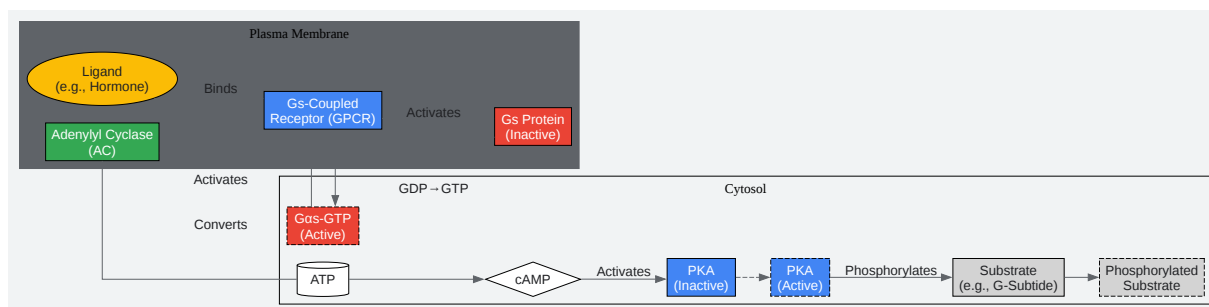 Plasma Membrane
Ligand
(e.g., Hormone)
Binds
Gs-Coupled
Receptor (GPCR)
Activates
Gs Protein
(Inactive)
Adenylyl Cyclase
(AC)
Activates
GDP→GTP
Cytosol
Converts
Gαs-GTP
(Active)
ATP
cAMP
Activates
PKA
(Inactive)
PKA
(Active)
Phosphorylates
Substrate
(e.g., G-Subtide)
Phosphorylated
Substrate